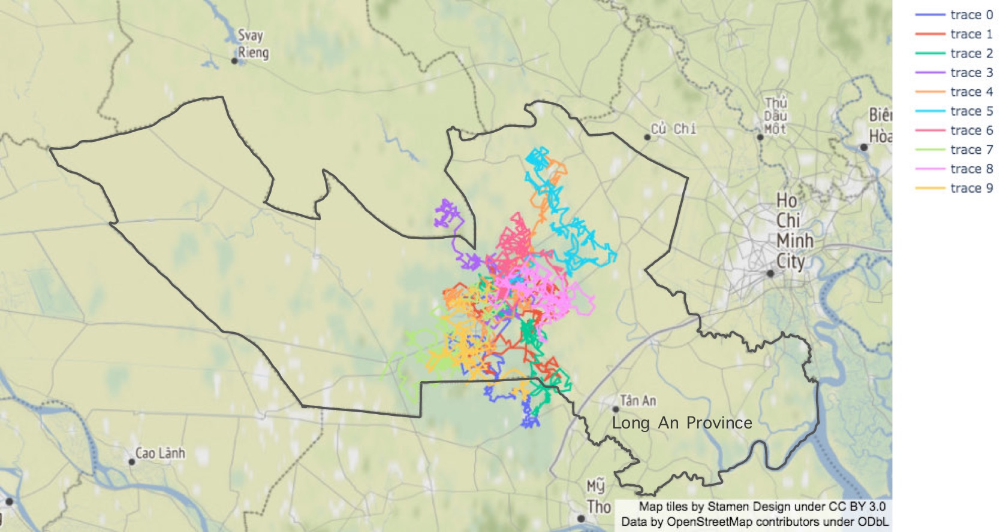 Svay
Rieng
trace 0
trace 1
trace 2
trace 3
trace 4
trace 5
trace 6
trace 7
trace 8
trace 9
Thủ
Dầu
Một
Củ Chi
Hòa
Ho
Chi
Minh
City
Tân An
Long An Province
Cao Lãnh
Mỹ
Tho
Map tiles by Stamen Design under CC BY 3.0
Data by OpenStreetMap contributors under ODbL